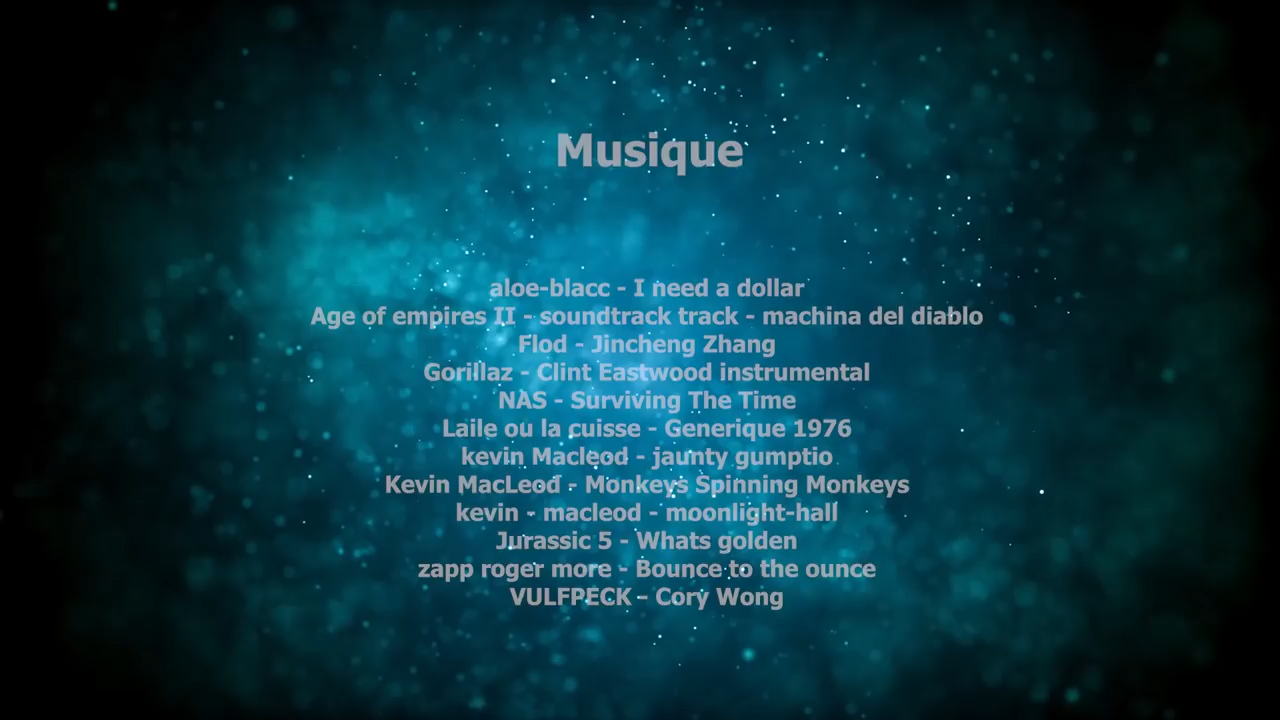 Musique
aloe-blacc - I need a dollar
Age of empires II - soundtrack track - machina del diablo
Flod - Jincheng Zhang
Gorillaz - Clint Eastwood instrumental
NAS - Surviving The Time
Laile ou la cuisse - Generique 1976
kevin Macleod - jaunty gumptio
Kevin MacLeod - Monkeys Spinning Monkeys
kevin - macleod - moonlight-hall
Jurassic 5 - Whats golden
zapp roger more - Bounce to the ounce
VULFPECK - Cory Wong